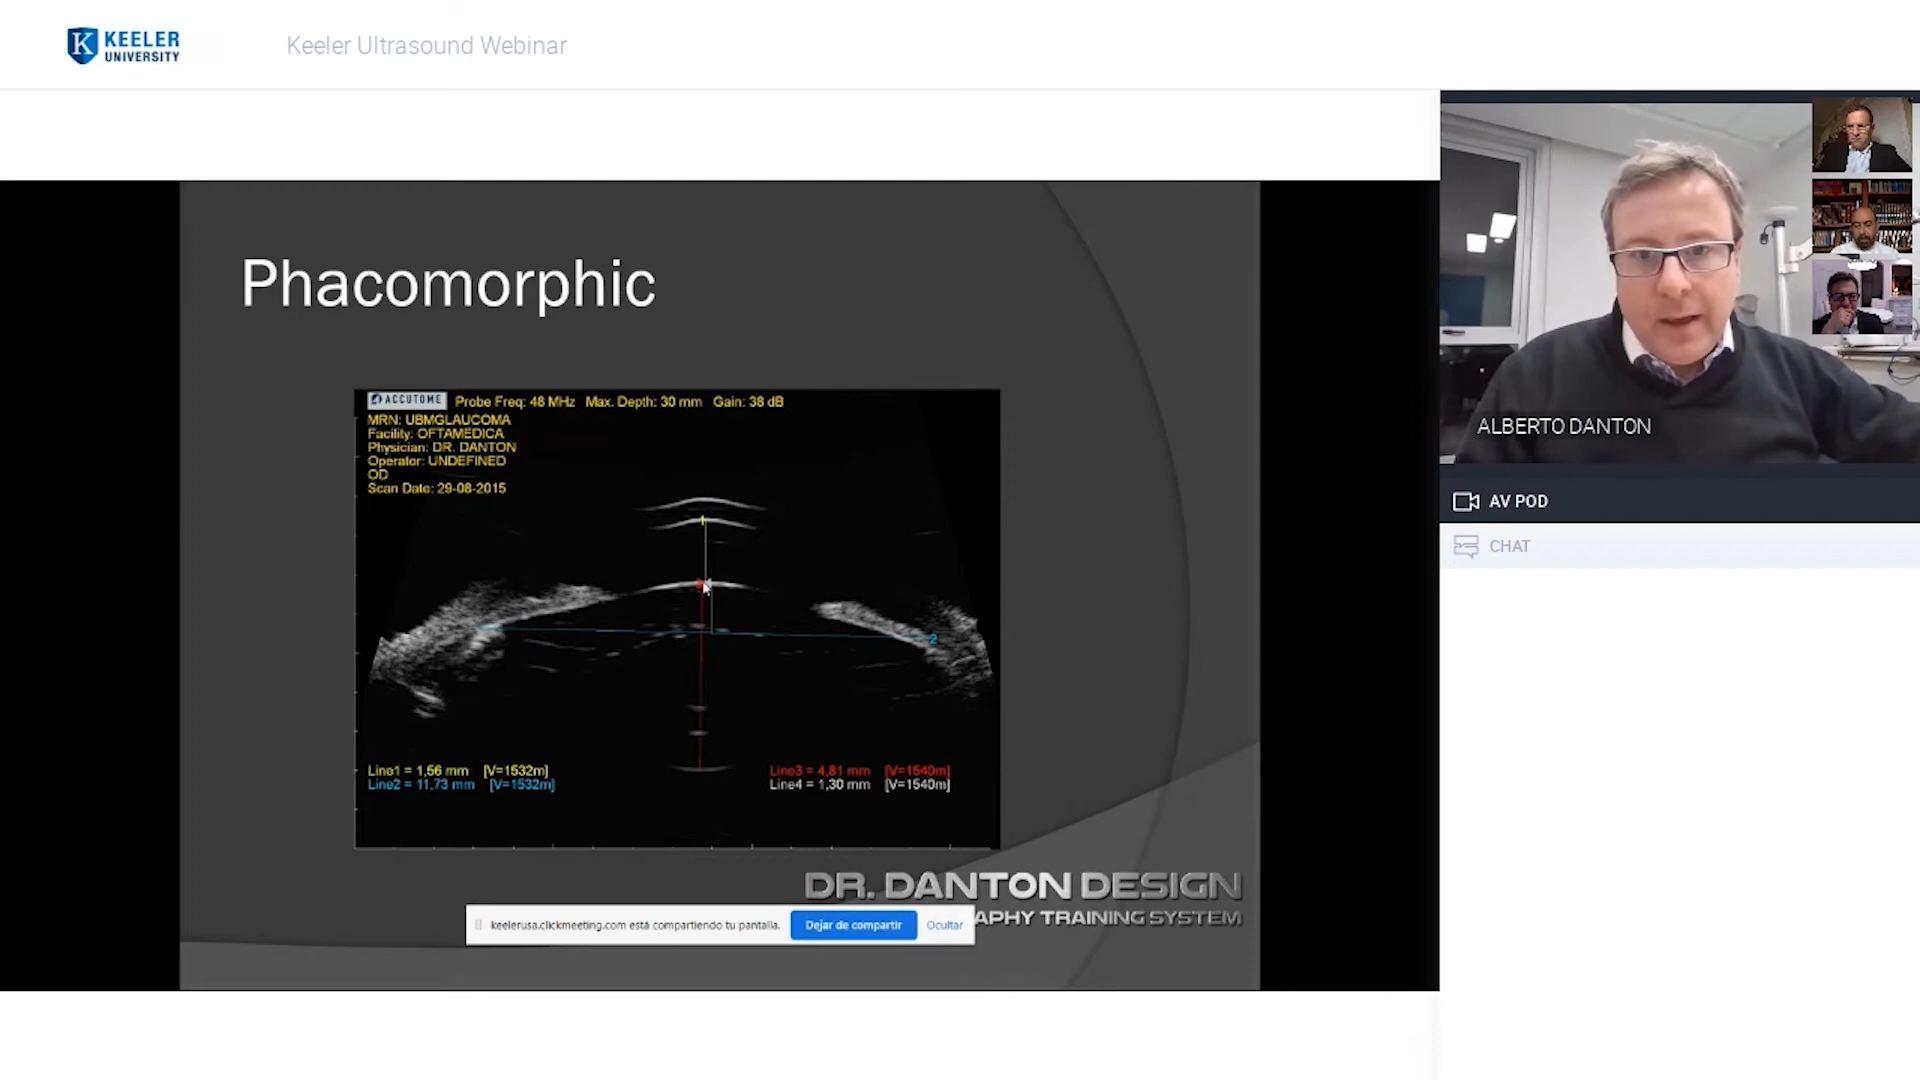 KEELER
UNIVERSITY
Keeler Ultrasound Webinar
Phacomorphic
ACCUTOME Probe Freq: 48 MHz Max. Depth: 30 mm Gain: 38 dB
MRN: UBMGLAUCOMA
Facility: OFTAMEDICA
Physician: DR. DANTON
Operator: UNDEFINED
OD
Scan Date: 29-08-2015
1
2
Line1 = 1,56 mm [V=1532m]
Line2 = 11,73 mm [V=1532m]
Line3 = 4,81 mm [V=1540m]
Line4 = 1,30 mm [V=1540m]
DR. DANTON DESIGN
APHY TRAINING SYSTEM
keelerusa.clickmeeting.com está compartiendo tu pantalla. Dejar de compartir Ocultar
ALBERTO DANTON
AV POD
CHAT